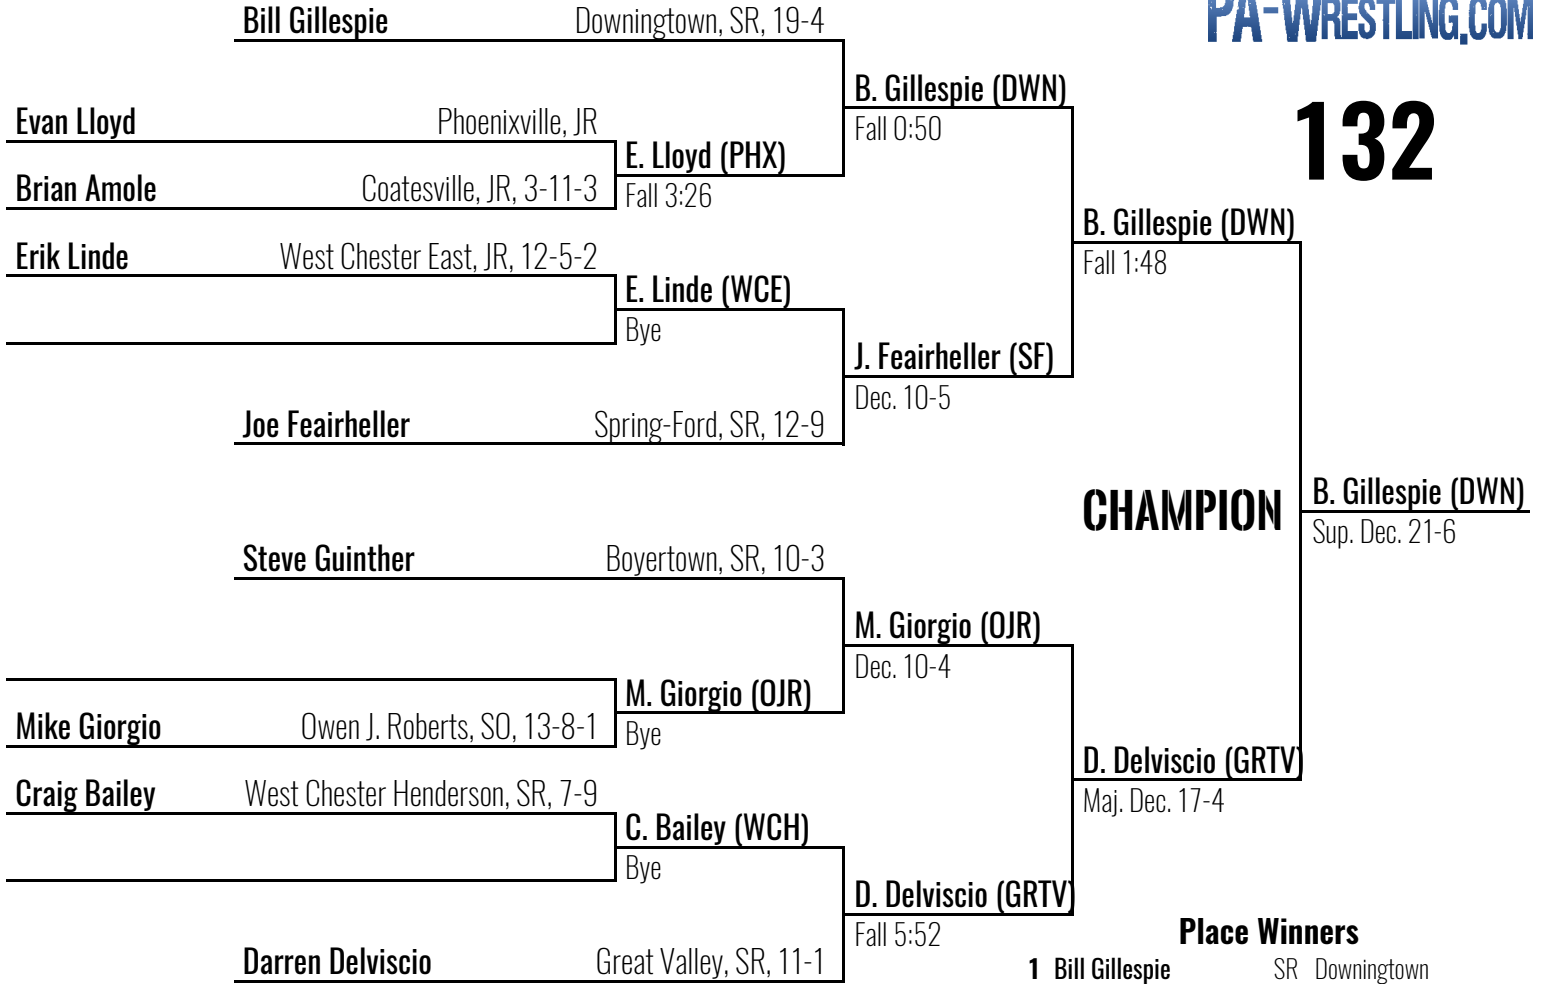 PA-WRESTLING.COM
132
Bill Gillespie Downingtown, SR, 19-4
B. Gillespie (DWN)
Fall 0:50
Evan Lloyd Phoenixville, JR
E. Lloyd (PHX)
Fall 3:26
Brian Amole Coatesville, JR, 3-11-3
B. Gillespie (DWN)
Fall 1:48
Erik Linde West Chester East, JR, 12-5-2
E. Linde (WCE)
Bye
J. Feairheller (SF)
Dec. 10-5
Joe Feairheller Spring-Ford, SR, 12-9
CHAMPION
B. Gillespie (DWN)
Sup. Dec. 21-6
Steve Guinther Boyertown, SR, 10-3
M. Giorgio (OJR)
Dec. 10-4
M. Giorgio (OJR)
Bye
Mike Giorgio Owen J. Roberts, SO, 13-8-1
D. Delviscio (GRTV)
Maj. Dec. 17-4
Craig Bailey West Chester Henderson, SR, 7-9
C. Bailey (WCH)
Bye
D. Delviscio (GRTV)
Fall 5:52
Darren Delviscio Great Valley, SR, 11-1
Place Winners
1 Bill Gillespie SR Downingtown